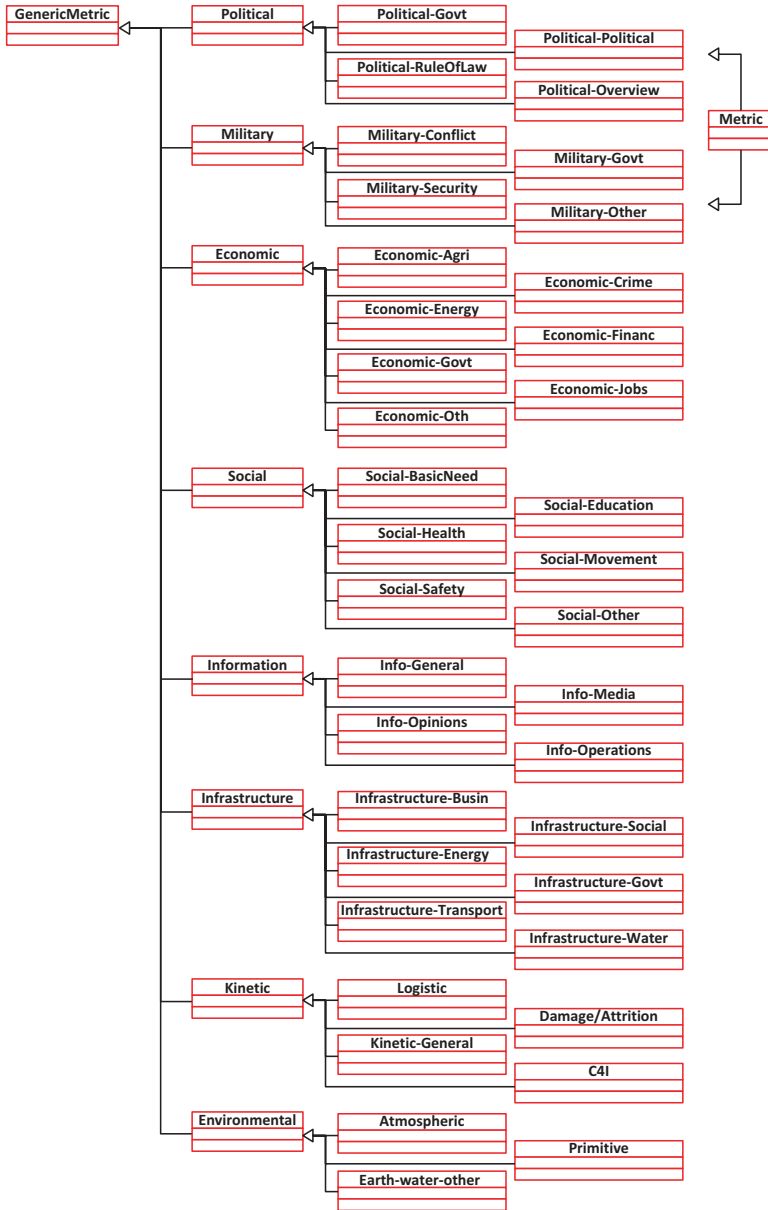 GenericMetric
Political
Political-Govt
Political-Political
Political-RuleOfLaw
Political-Overview
Metric
Military
Military-Conflict
Military-Govt
Military-Security
Military-Other
Economic
Economic-Agri
Economic-Crime
Economic-Energy
Economic-Financ
Economic-Govt
Economic-Jobs
Economic-Oth
Social
Social-BasicNeed
Social-Education
Social-Health
Social-Movement
Social-Safety
Social-Other
Information
Info-General
Info-Media
Info-Opinions
Info-Operations
Infrastructure
Infrastructure-Busin
Infrastructure-Social
Infrastructure-Energy
Infrastructure-Govt
Infrastructure-Transport
Infrastructure-Water
Kinetic
Logistic
Damage/Attrition
Kinetic-General
C4I
Environmental
Atmospheric
Primitive
Earth-water-other